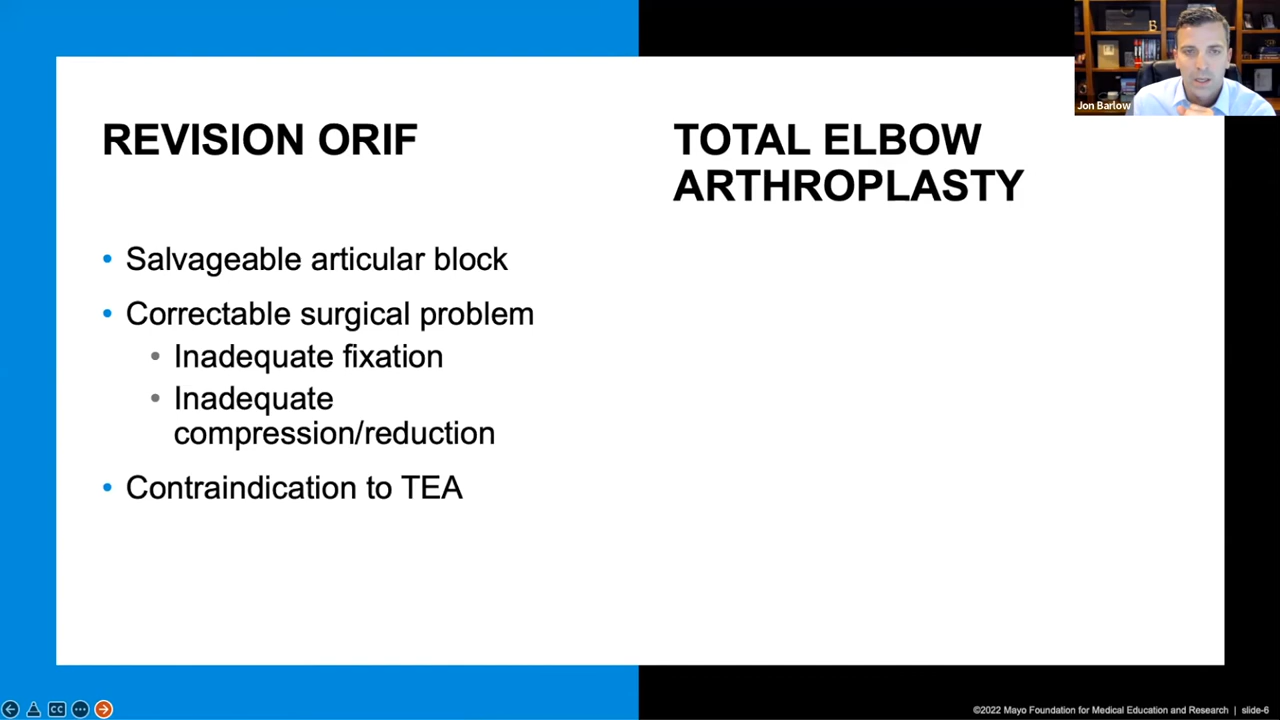 REVISION ORIF
• Salvageable articular block
• Correctable surgical problem
• Inadequate fixation
• Inadequate
compression/reduction
• Contraindication to TEA
TOTAL ELBOW
ARTHROPLASTY
Jon Barlow
CC
©2022 Mayo Foundation for Medical Education and Research | slide-6